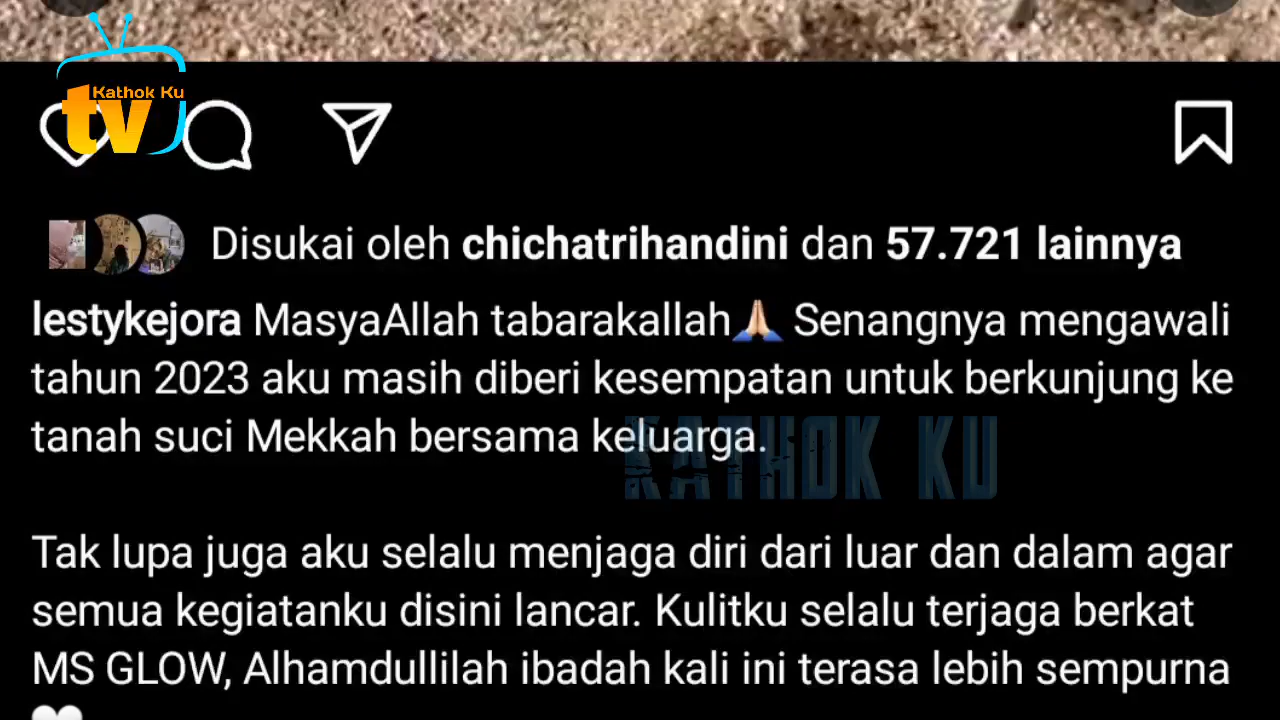 Kathok Ku
tv
Disukai oleh chichatrihandini dan 57.721 lainnya
lestykejora MasyaAllah tabarakallah🙏🏻 Senangnya mengawali
tahun 2023 aku masih diberi kesempatan untuk berkunjung ke
tanah suci Mekkah bersama keluarga.
KATHOK KU
Tak lupa juga aku selalu menjaga diri dari luar dan dalam agar
semua kegiatanku disini lancar. Kulitku selalu terjaga berkat
MS GLOW, Alhamdullilah ibadah kali ini terasa lebih sempurna
🤍